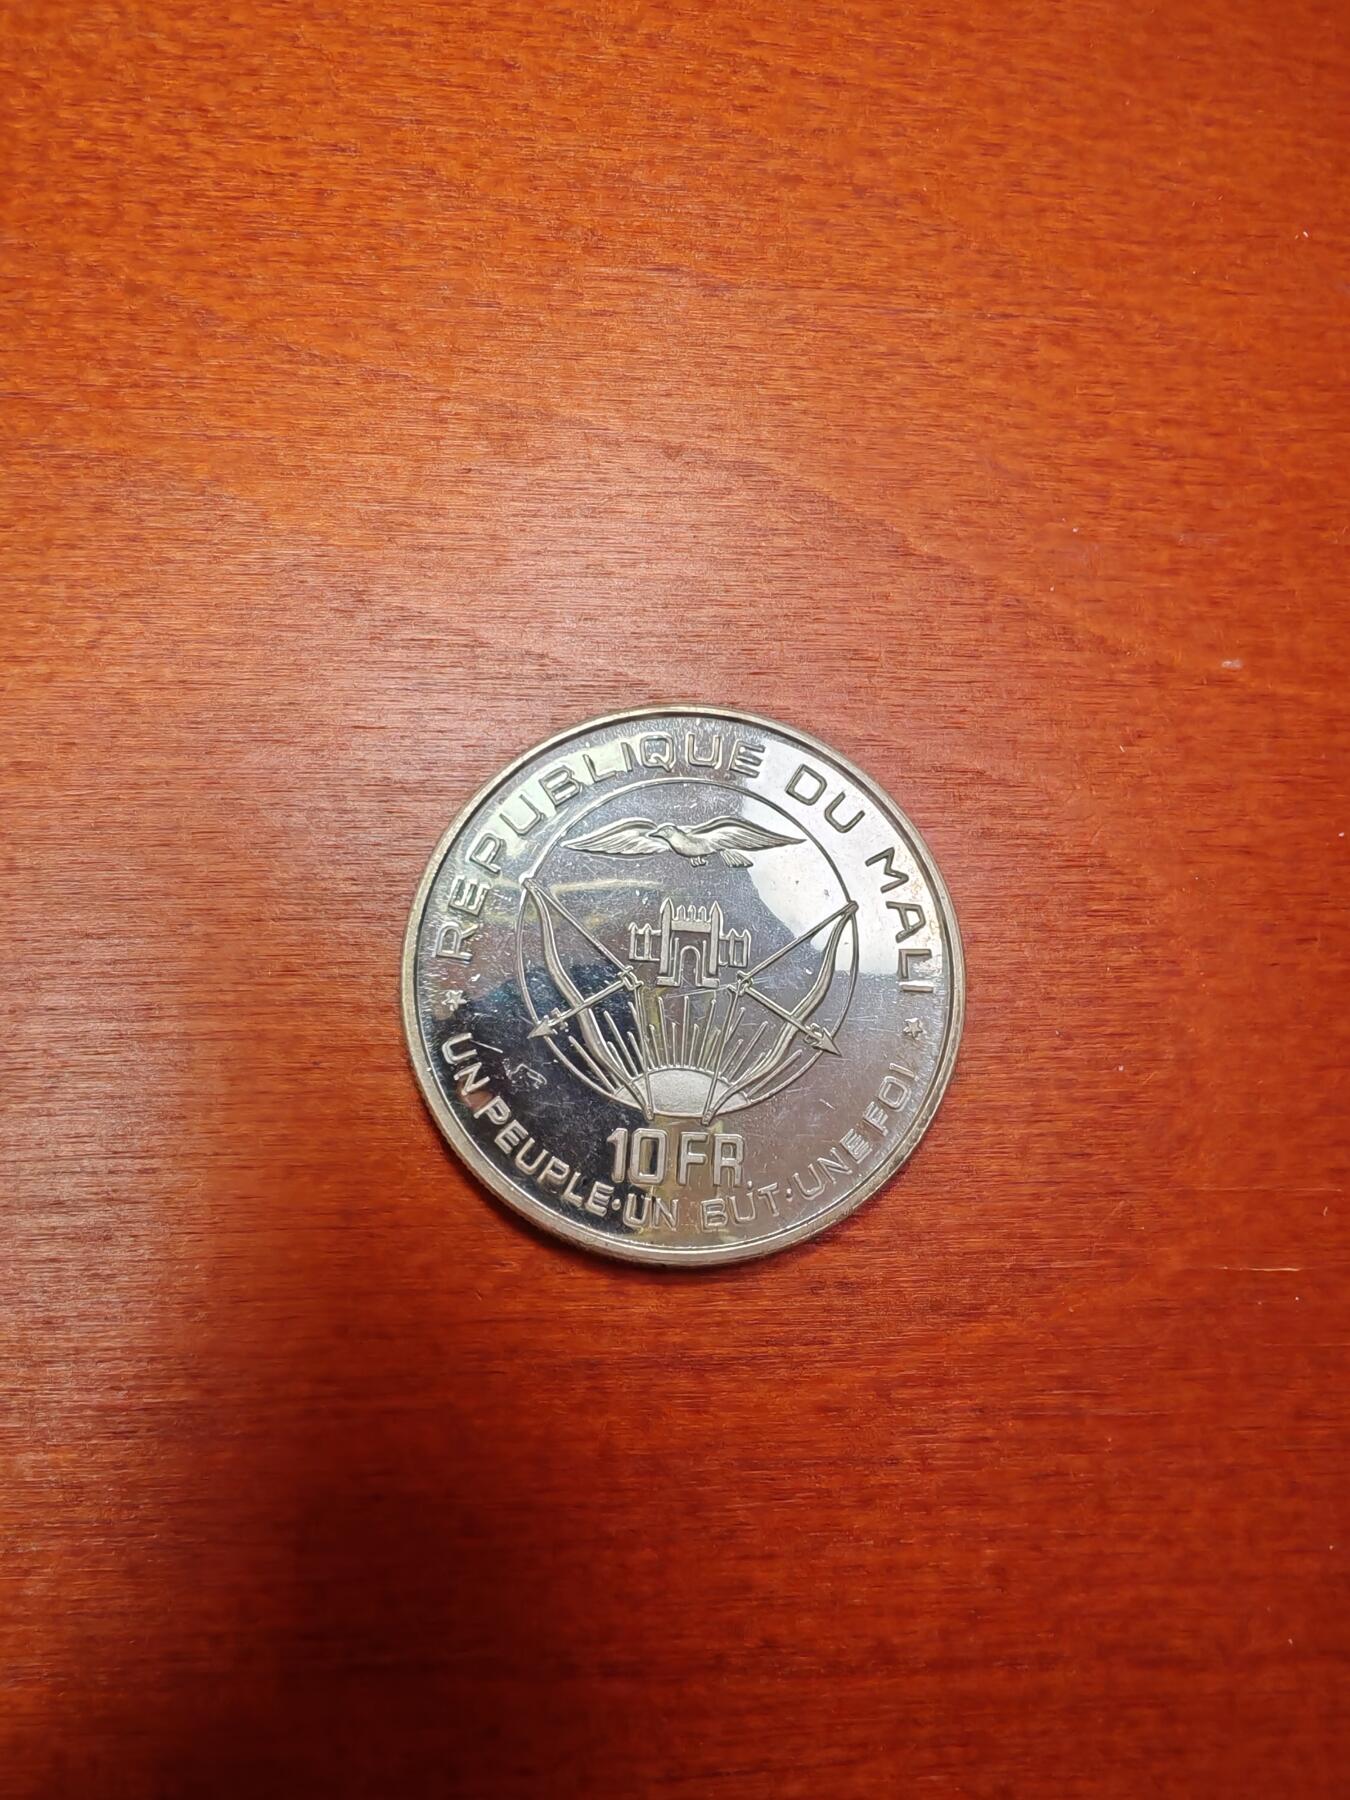 REPUBLIQUE DU MALI
10 FR.
UN PEUPLE·UN BUT·UNE FOI